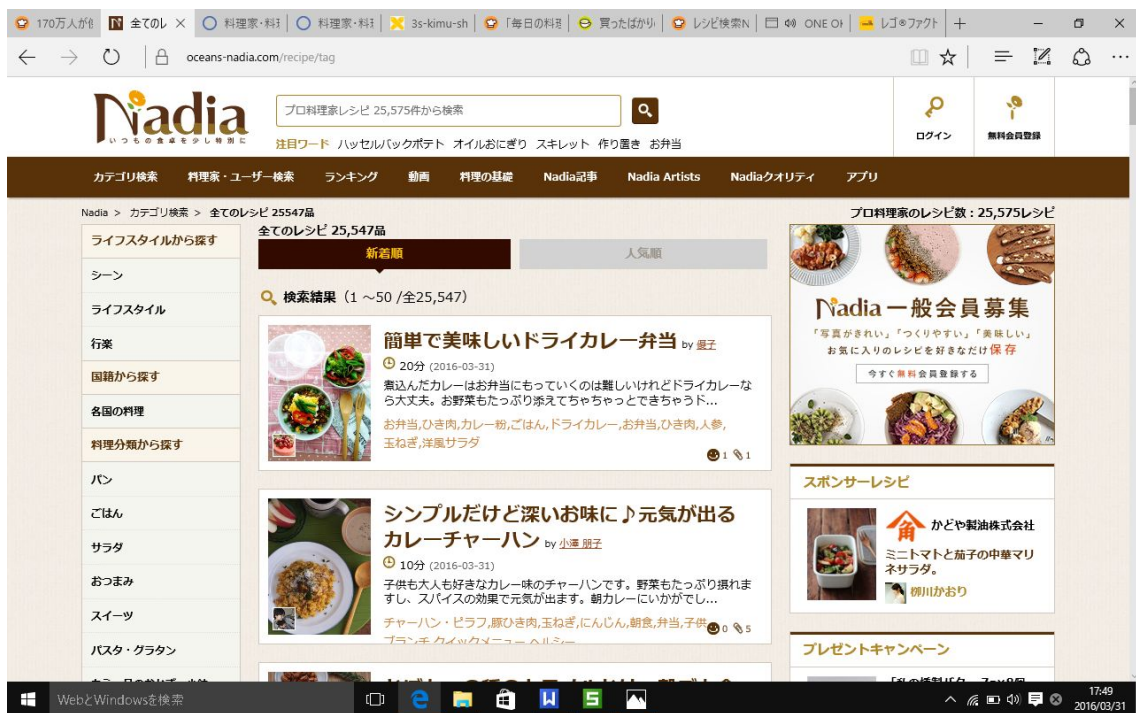 170万人が
全てのレ
料理家・料
料理家・料
3s-kimu-sh
「毎日の料
買ったばかり
レシピ検索N
ONE OH
レゴ®ファクト
oceans-nadia.com/recipe/tag
Nadia
いつもの食卓を少し特別に
プロ料理家レシピ 25,575件から検索
注目ワード ハッセルバックポテト オイルおにぎり スキレット 作り置き お弁当
ログイン
無料会員登録
カテゴリ検索 料理家・ユーザー検索 ランキング 動画 料理の基礎 Nadia記事 Nadia Artists Nadiaクオリティ アプリ
Nadia > カテゴリ検索 > 全てのレシピ 25547品
プロ料理家のレシピ数：25,575レシピ
ライフスタイルから探す
シーン
ライフスタイル
行楽
国籍から探す
各国の料理
料理分類から探す
パン
ごはん
サラダ
おつまみ
スイーツ
パスタ・グラタン
全てのレシピ 25,547品
新着順
人気順
検索結果（1 ～50 /全25,547）
簡単で美味しいドライカレー弁当 by 優子
20分 (2016-03-31)
煮込んだカレーはお弁当にもっていくのは難しいけれどドライカレーな
ら大丈夫。お野菜もたっぷり添えてちゃちゃっとできちゃうド...
お弁当,ひき肉,カレー粉,ごはん,ドライカレー,お弁当,ひき肉,人参,
玉ねぎ,洋風サラダ
1 1
シンプルだけど深いお味に♪元気が出る
カレーチャーハン by 小澤 朋子
10分 (2016-03-31)
子供も大人も好きなカレー味のチャーハンです。野菜もたっぷり摂れま
すし、スパイスの効果で元気が出ます。朝カレーにいかがでし...
チャーハン・ピラフ,豚ひき肉,玉ねぎ,にんじん,朝食,弁当,子供
0 5
ブランチ,クイックメニュー,ヘルシー
Nadia 一般会員募集
「写真がきれい」「つくりやすい」「美味しい」
お気に入りのレシピを好きなだけ保存
今すぐ無料会員登録する
スポンサーレシピ
角
かどや製油株式会社
ミニトマトと茄子の中華マリ
ネサラダ。
柳川かおり
プレゼントキャンペーン
WebとWindowsを検索
17:49
2016/03/31